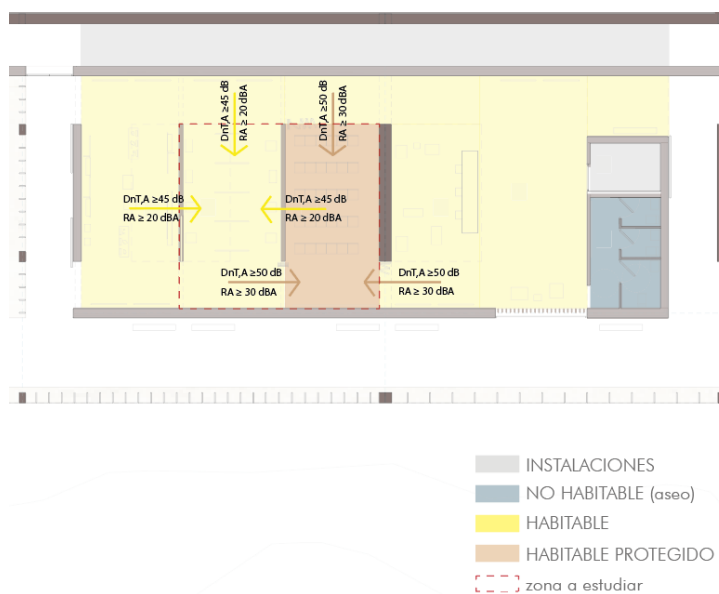 DnT,A ≥45 dB
RA ≥ 20 dBA
DnT,A ≥50 dB
RA ≥ 30 dBA
DnT,A ≥45 dB
RA ≥ 20 dBA
DnT,A ≥45 dB
RA ≥ 20 dBA
DnT,A ≥50 dB
RA ≥ 30 dBA
DnT,A ≥50 dB
RA ≥ 30 dBA
INSTALACIONES
NO HABITABLE (aseo)
HABITABLE
HABITABLE PROTEGIDO
zona a estudiar